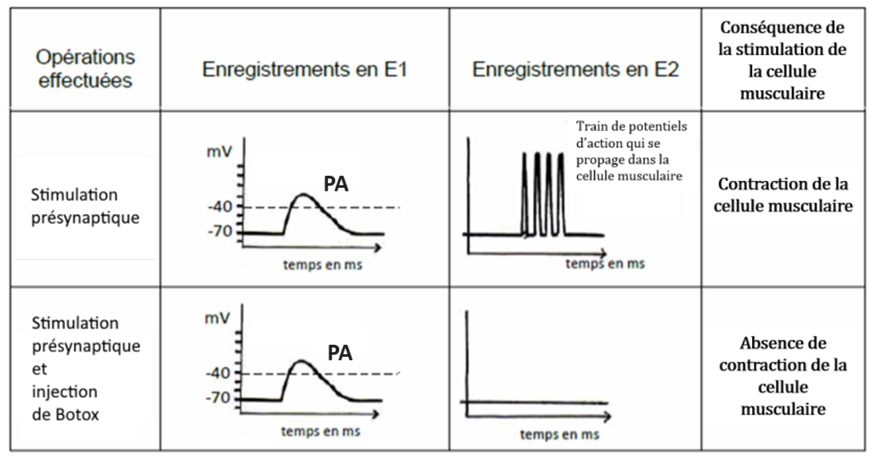 Opérations
effectuées
Enregistrements en E1
Enregistrements en E2
Conséquence de
la stimulation de
la cellule
musculaire
Stimulation
présynaptique
mV
-40
-70
PA
temps en ms
Train de potentiels
d'action qui se
propage dans la
cellule musculaire
temps en ms
Contraction de la
cellule musculaire
Stimulation
présynaptique
et
injection
de Botox
mV
-40
-70
PA
temps en ms
temps en ms
Absence de
contraction de la
cellule
musculaire